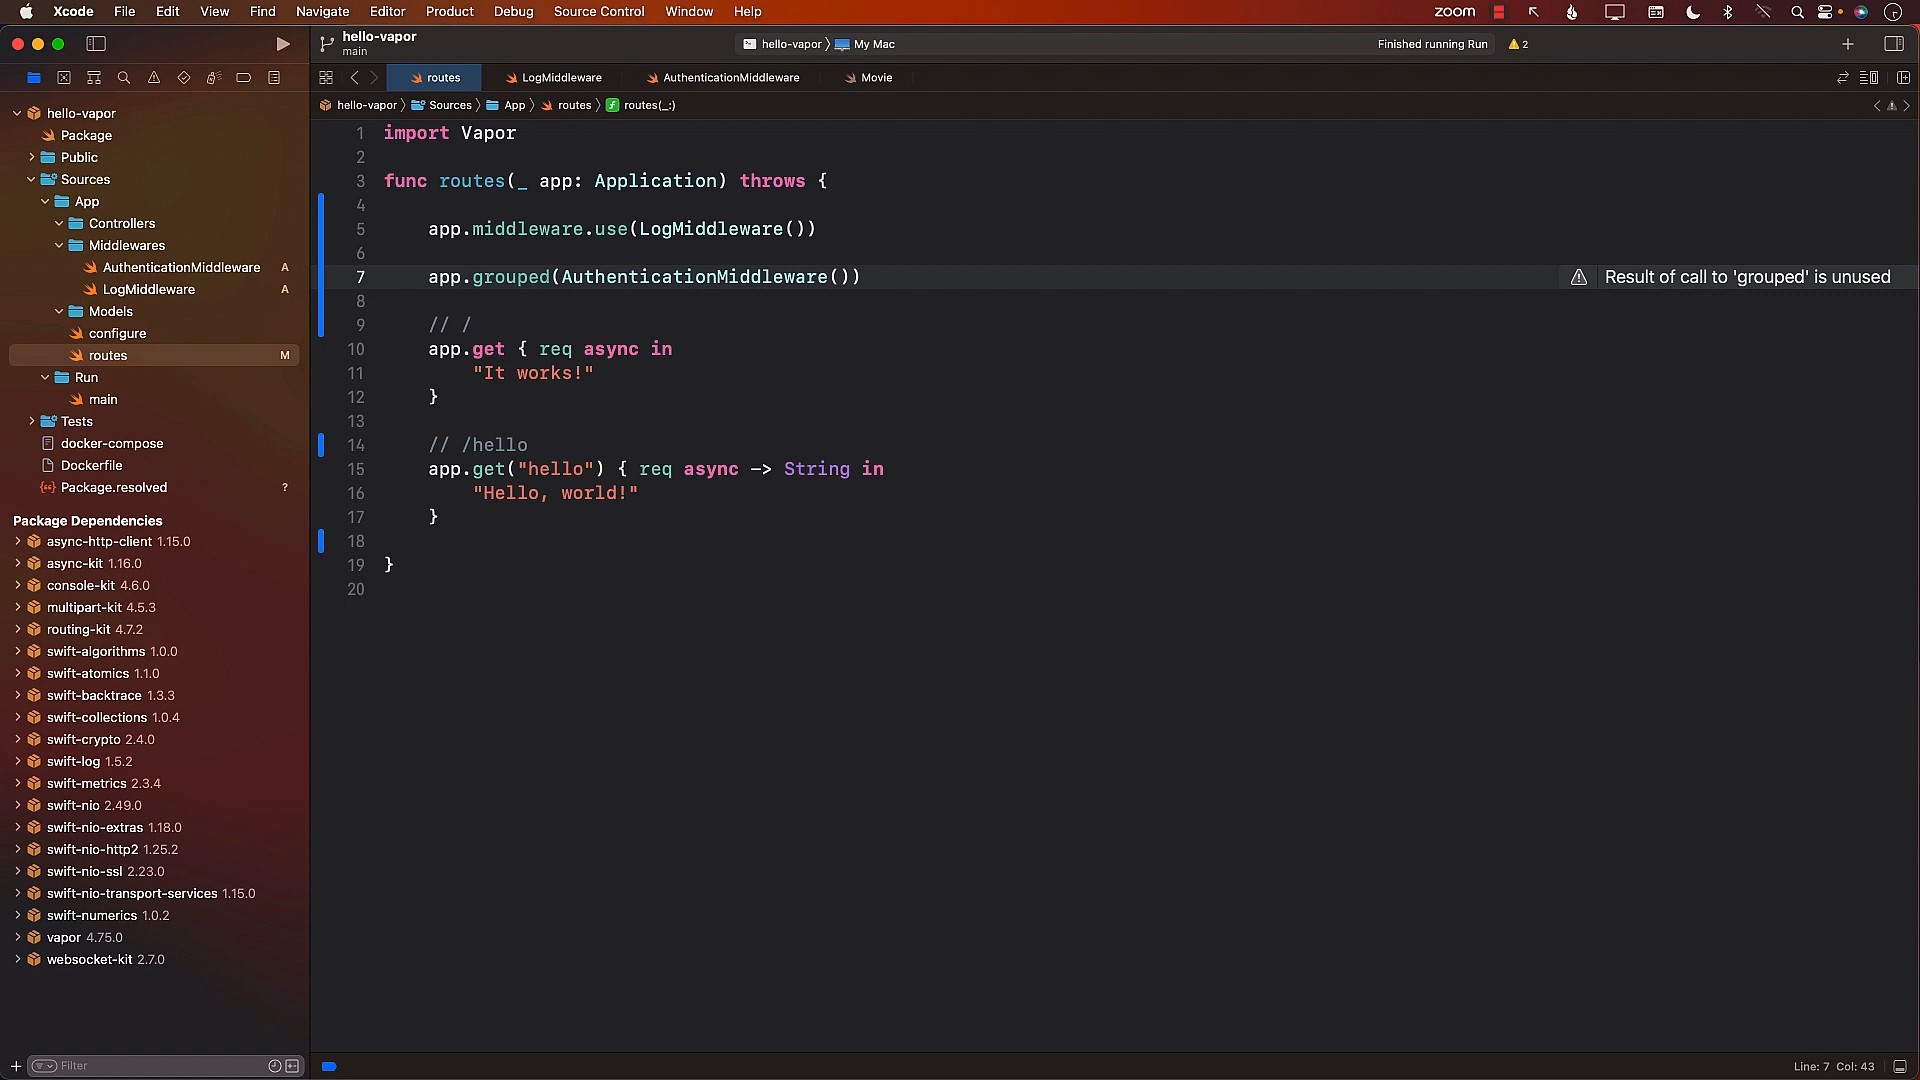 Xcode File Edit View Find Navigate Editor Product Debug Source Control Window Help zoom
hello-vapor
main
hello-vapor My Mac Finished running Run 2
routes LogMiddleware AuthenticationMiddleware Movie
hello-vapor Sources App routes routes(_:)
hello-vapor
Package
Public
Sources
App
Controllers
Middlewares
AuthenticationMiddleware A
LogMiddleware A
Models
configure
routes M
Run
main
Tests
docker-compose
Dockerfile
Package.resolved ?
Package Dependencies
async-http-client 1.15.0
async-kit 1.16.0
console-kit 4.6.0
multipart-kit 4.5.3
routing-kit 4.7.2
swift-algorithms 1.0.0
swift-atomics 1.1.0
swift-backtrace 1.3.3
swift-collections 1.0.4
swift-crypto 2.4.0
swift-log 1.5.2
swift-metrics 2.3.4
swift-nio 2.49.0
swift-nio-extras 1.18.0
swift-nio-http2 1.25.2
swift-nio-ssl 2.23.0
swift-nio-transport-services 1.15.0
swift-numerics 1.0.2
vapor 4.75.0
websocket-kit 2.7.0
Filter
1 import Vapor
2
3 func routes(_ app: Application) throws {
4
5 app.middleware.use(LogMiddleware())
6
7 app.grouped(AuthenticationMiddleware()) Result of call to 'grouped' is unused
8
9 // /
10 app.get { req async in
11 "It works!"
12 }
13
14 // /hello
15 app.get("hello") { req async -> String in
16 "Hello, world!"
17 }
18
19 }
20
Line: 7 Col: 43